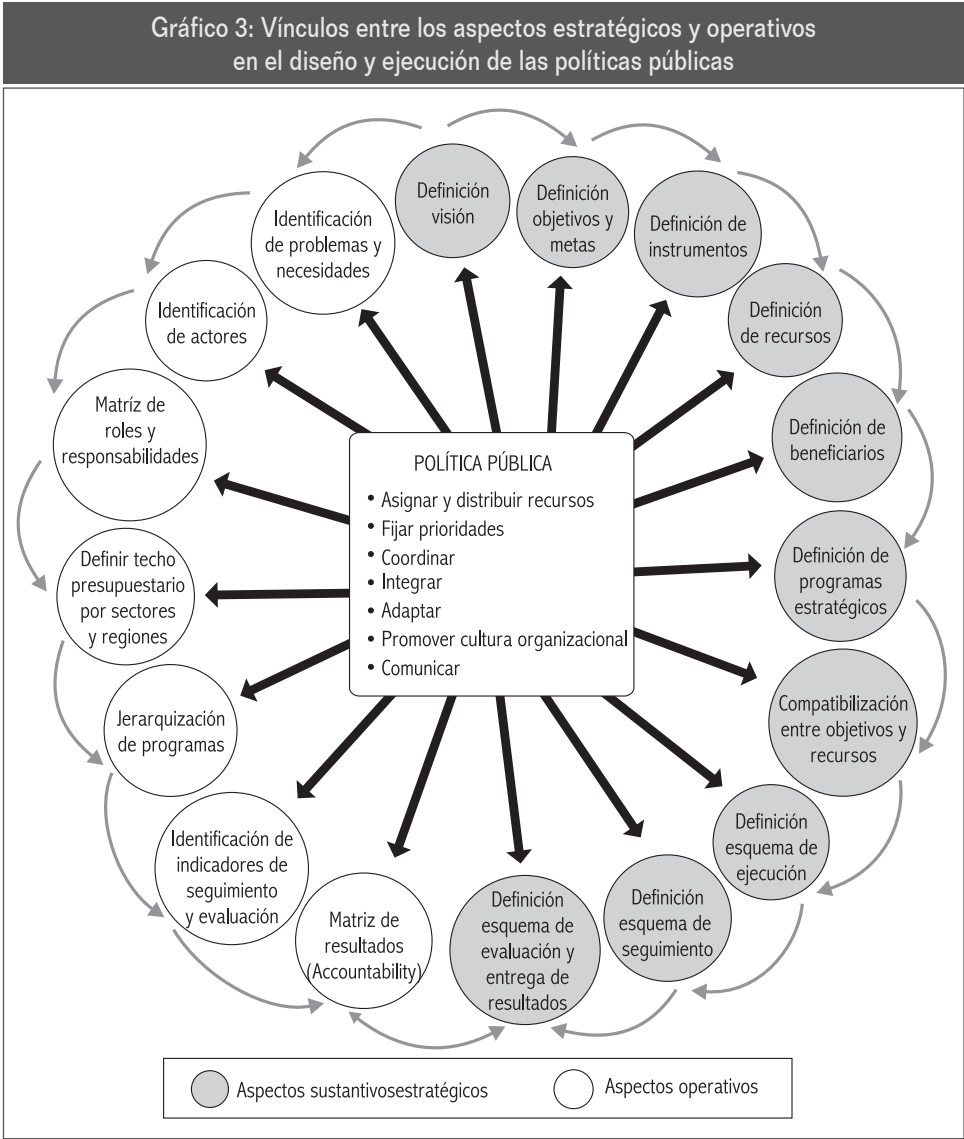 Gráfico 3: Vínculos entre los aspectos estratégicos y operativos
en el diseño y ejecución de las políticas públicas
Definición
visión
Definición
objetivos y
metas
Definición de
instrumentos
Definición
de recursos
Definición de
beneficiarios
Definición de
programas
estratégicos
Compatibilización
entre objetivos y
recursos
Definición
esquema de
ejecución
Definición
esquema de
seguimiento
Definición
esquema de
evaluación y
entrega de
resultados
Matriz de
resultados
(Accountability)
Identificación de
indicadores de
seguimiento
y evaluación
Jerarquización
de programas
Definir techo
presupuestario
por sectores
y regiones
Matríz de
roles y
responsabilidades
Identificación
de actores
Identificación
de problemas y
necesidades
POLÍTICA PÚBLICA
• Asignar y distribuir recursos
• Fijar prioridades
• Coordinar
• Integrar
• Adaptar
• Promover cultura organizacional
• Comunicar
Aspectos sustantivosestratégicos
Aspectos operativos